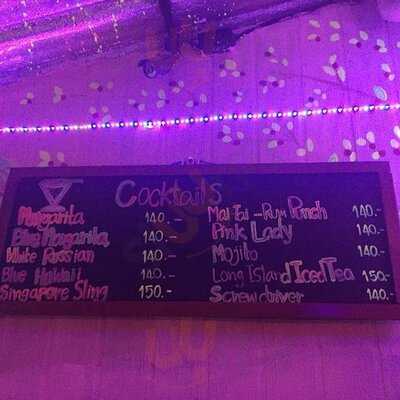 Cocktails
Margarita 140.-
Blue Margarita 140.-
White Russian 140.-
Blue Hawaii 140.-
Singapore Sling 150.-
Mai Tai - Rum Punch 140.-
Pink Lady 140.-
Mojito 140.-
Long Island Iced Tea 150.-
Screwdriver 140.-